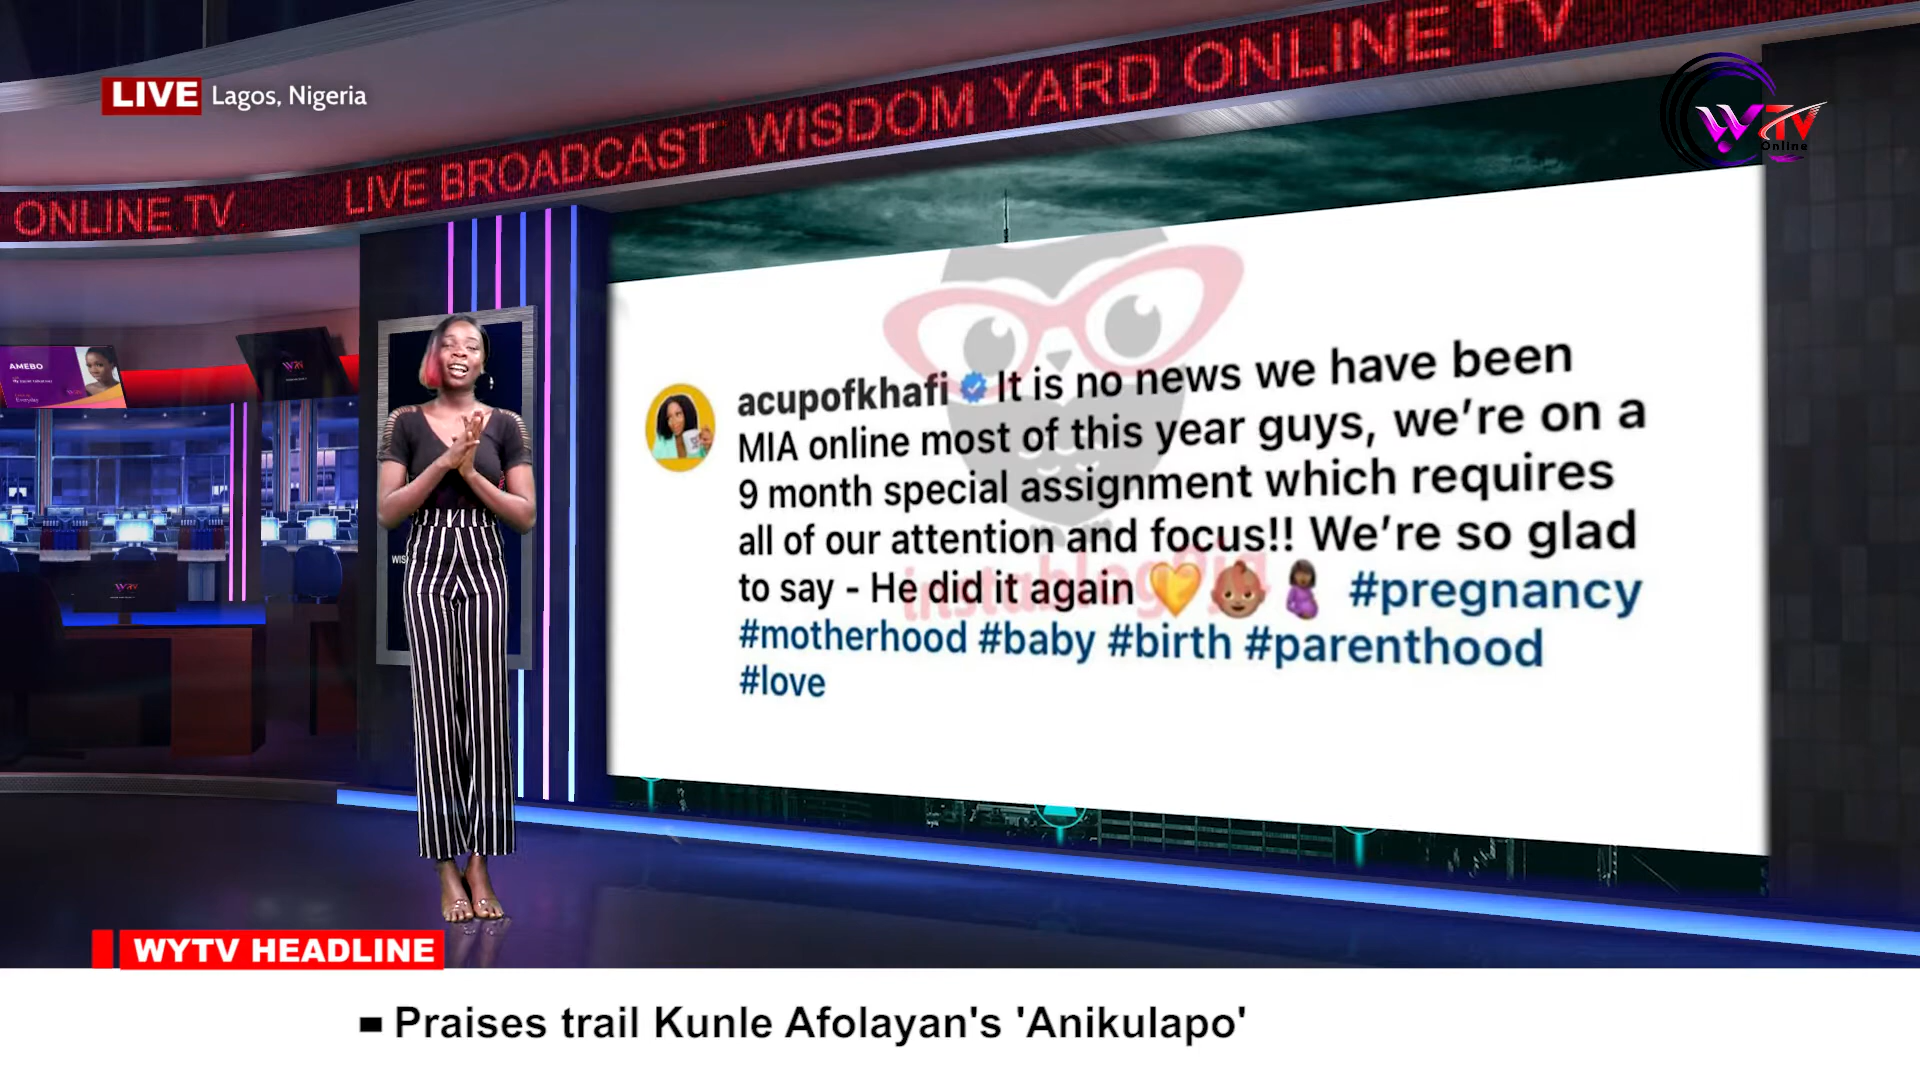 LIVE Lagos, Nigeria
ONLINE TV LIVE BROADCAST WISDOM YARD ONLINE TV
WTV
Online
AMEBO
Everyday
WIS
acupofkhafi It is no news we have been
MIA online most of this year guys, we're on a
9 month special assignment which requires
all of our attention and focus!! We're so glad
to say - He did it again 💛👶🏾🤰🏾 #pregnancy
#motherhood #baby #birth #parenthood
#love
instablog9ja
WYTV HEADLINE
Praises trail Kunle Afolayan's 'Anikulapo'